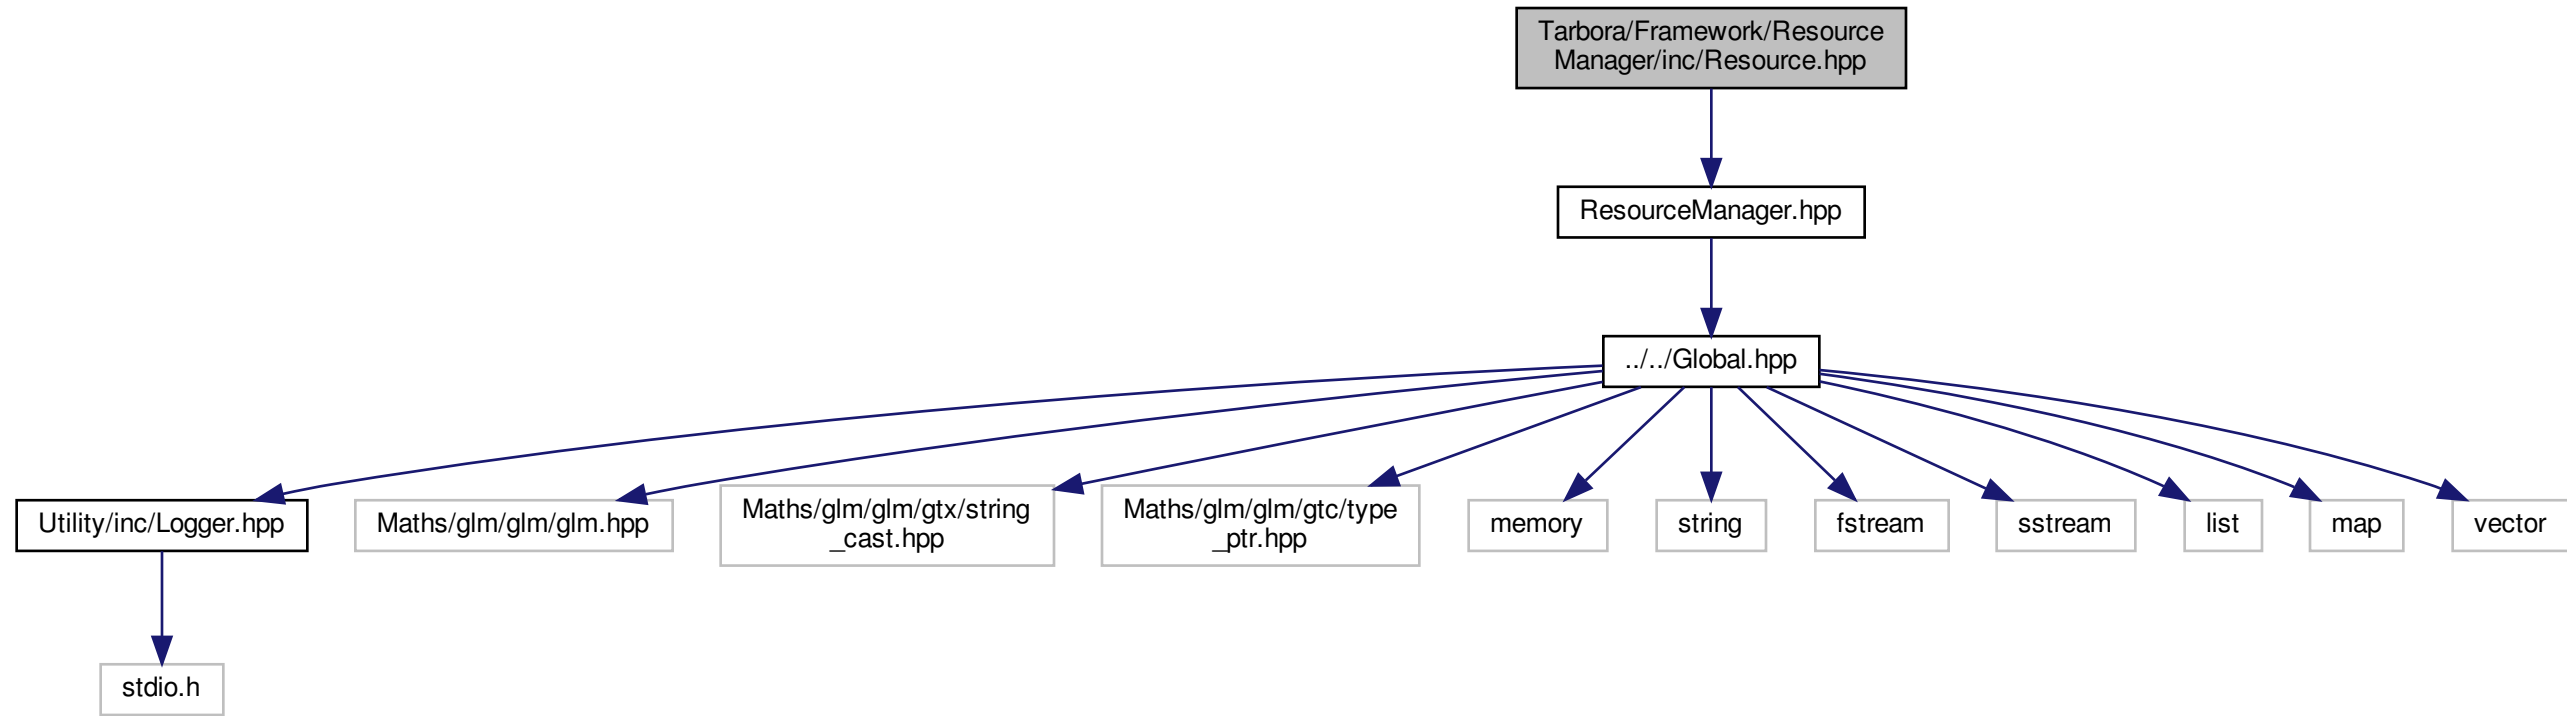 Tarbora/Framework/Resource
Manager/inc/Resource.hpp
ResourceManager.hpp
../../Global.hpp
Utility/inc/Logger.hpp
Maths/glm/glm/glm.hpp
Maths/glm/glm/gtx/string
_cast.hpp
Maths/glm/glm/gtc/type
_ptr.hpp
memory
string
fstream
sstream
list
map
vector
stdio.h